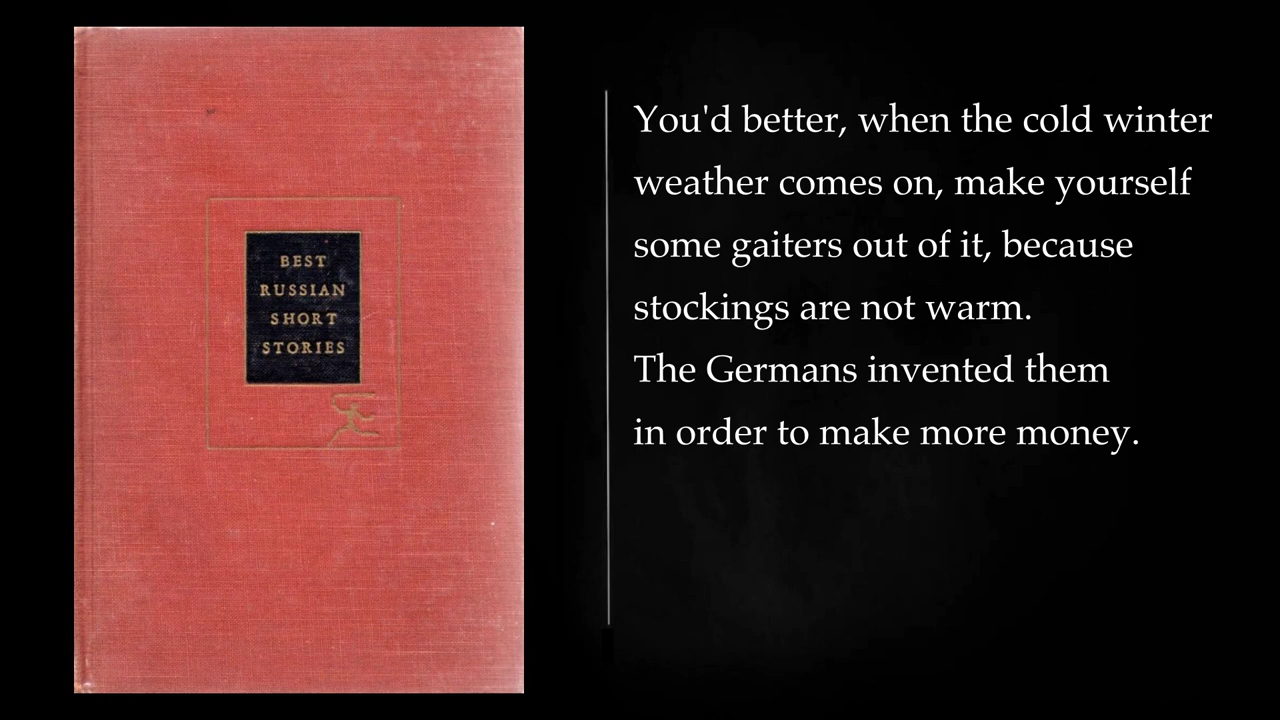 BEST
RUSSIAN
SHORT
STORIES
You'd better, when the cold winter
weather comes on, make yourself
some gaiters out of it, because
stockings are not warm.
The Germans invented them
in order to make more money.